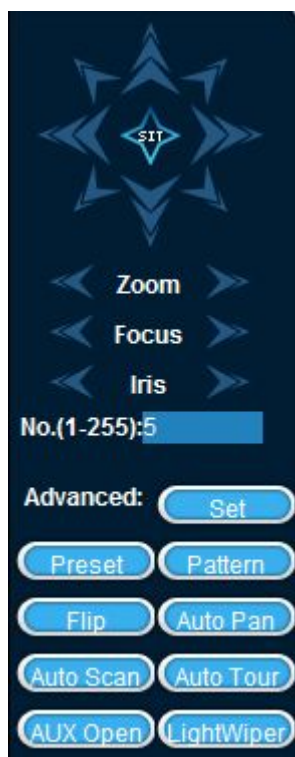 SIT
Zoom
Focus
Iris
No.(1-255):5
Advanced: Set
Preset Pattern
Flip Auto Pan
Auto Scan Auto Tour
AUX Open LightWiper